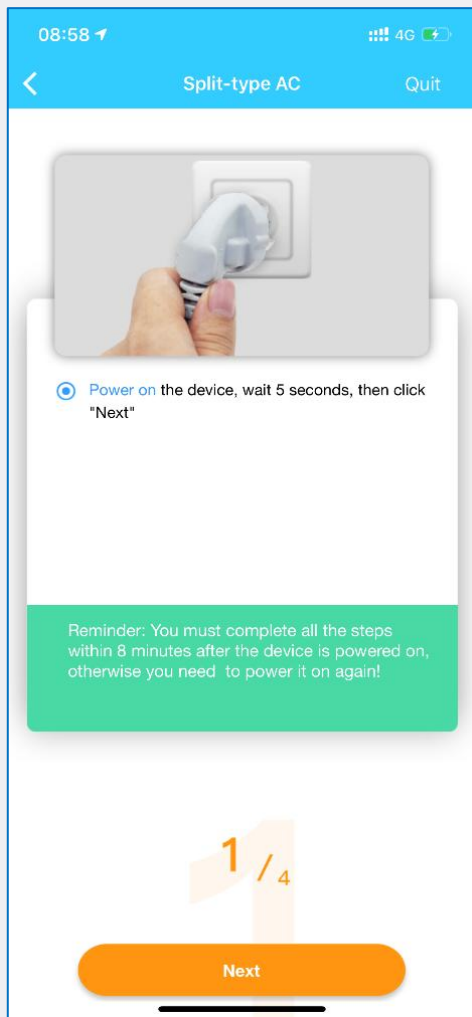 08:58 4G
Split-type AC Quit
Power on the device, wait 5 seconds, then click
"Next"
Reminder: You must complete all the steps
within 8 minutes after the device is powered on,
otherwise you need to power it on again!
1 / 4
Next